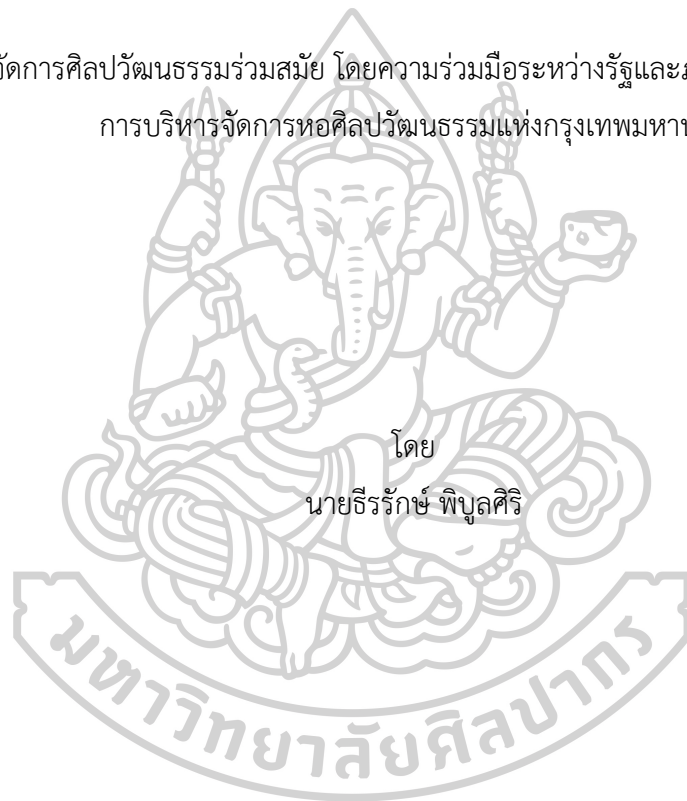 จัดการศิลปวัฒนธรรมร่วมสมัย โดยความร่วมมือระหว่างรัฐและ
การบริหารจัดการหอศิลปวัฒนธรรมแห่งกรุงเทพมหา
โดย
นายธีรรักษ์ พิบูลศิริ
มหาวิทยาลัยศิลปากร